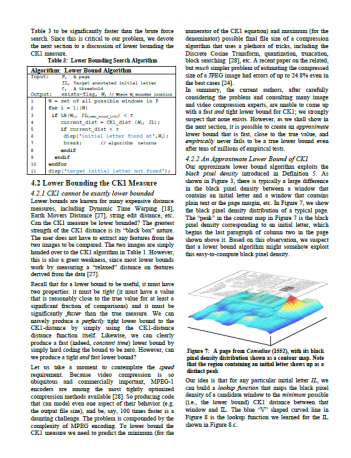 Table 3 to be significantly faster than the brute force
search. Since this is critical to our problem, we devote
the next section to a discussion of lower bounding the
CK1 measure.
Table 3: Lower Bounding Search Algorithm
Algorithm: Lower Bound Algorithm
Input: P, A page
IL, Target annotated initial letter
t, A threshold
Output: exists-flag, Wi // Where Wi encodes location
1 W = set of all possible windows in P
2 for i = 1:|W|
3 if LB(Wi, IL) < t
4 current_dist = CK1_dist (Wi, IL);
5 if current_dist < t
6 disp('initial letter found at', Wi);
7 break; // algorithm returns
8 endif
9 endif
10 endfor
11 disp('target initial letter not found');
4.2 Lower Bounding the CK1 Measure
4.2.1 CK1 cannot be exactly lower bounded
Lower bounds are known for many expensive distance
measures, including Dynamic Time Warping [18],
Earth Movers Distance [27], string edit distance, etc.
Can the CK1 measure be lower bounded? The greatest
strength of the CK1 distance is its "black box" nature.
The user does not have to extract any features from the
two images to be compared. The two images are simply
handed over to the CK1 algorithm in Table 1. However,
this is also a great weakness, since most lower bounds
work by measuring a "relaxed" distance on features
derived from the data [27].
Recall that for a lower bound to be useful, it must have
two properties: it must be tight (it must have a value
that is reasonably close to the true value for at least a
significant fraction of comparisons) and it must be
significantly faster than the true measure. We can
naively produce a perfectly tight lower bound to the
CK1-distance by simply using the CK1-distance
distance function itself. Likewise, we can clearly
produce a fast (indeed, constant time) lower bound by
simply hard coding the bound to be zero. However, can
we produce a tight and fast lower bound?
Let us take a moment to contemplate the speed
requirement. Because video compression is so
ubiquitous and commercially important, MPEG-1
encoders are among the most tightly optimized
compression methods available [28]. So producing code
that can model even one aspect of their behavior (e.g.
the output file size), and be, say, 100 times faster is a
daunting challenge. The problem is compounded by the
complexity of MPEG encoding. To lower bound the
CK1 measure we need to predict the minimum (for the
numerator of the CK1 equation) and maximum (for the
denominator) possible final file size of a compression
algorithm that uses a plethora of tricks, including the
Discrete Cosine Transform, quantization, truncation,
block searching [28], etc. A recent paper on the related,
but much simpler problem of estimating the compressed
size of a JPEG image had errors of up to 24.8% even in
the best cases [24].
In summary, the current authors, after carefully
considering the problem and consulting many image
and video compression experts, are unable to come up
with a fast and tight lower bound for CK1; we strongly
suspect that none exists. However, as we shall show in
the next section, it is possible to create an approximate
lower bound that is fast, close to the true value, and
empirically never fails to be a true lower bound even
after tens of millions of empirical tests.
4.2.2 An Approximate Lower Bound of CK1
Our approximate lower bound algorithm exploits the
black pixel density introduced in Definition 5. As
shown in Figure 3, there is typically a large difference
in the black pixel density between a window that
contains an initial letter and a window that contains
plain text or the page margin, etc. In Figure 7, we show
the black pixel density distribution of a typical page.
The "peak" in the contour map in Figure 7 is the black
pixel density corresponding to an initial letter, which
begins the last paragraph of column two in the page
shown above it. Based on this observation, we suspect
that a lower bound algorithm might somehow exploit
this easy-to-compute black pixel density.
Figure 7: A page from Cosmolor (1552), with its black
pixel density distribution shown as a contour map. Note
that the region containing an initial letter shows up as a
distinct peak
Our idea is that for any particular initial letter IL, we
can build a lookup function that maps the black pixel
density of a candidate window to the minimum possible
(i.e., the lower bound) CK1 distance between that
window and IL. The blue "V" shaped curved line in
Figure 8 is the lookup function we learned for the IL
shown in Figure 8.c.